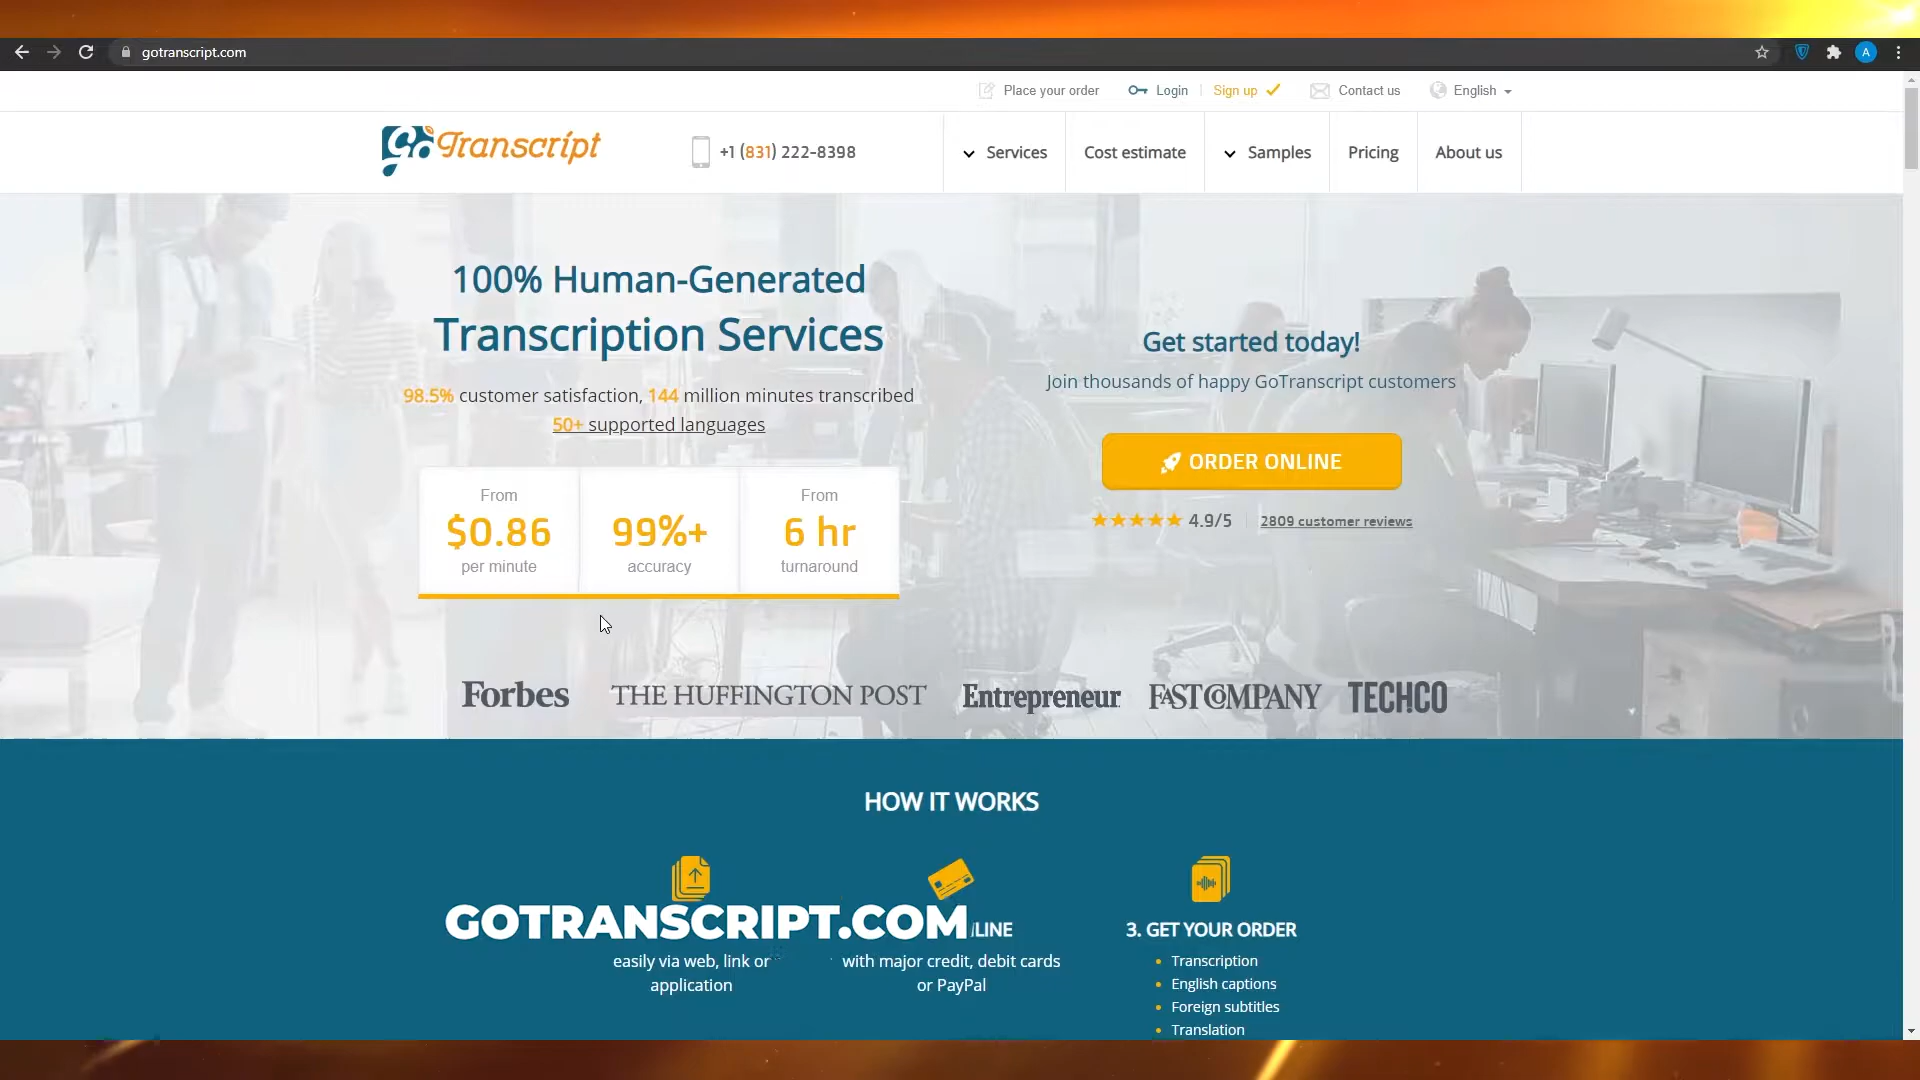 gotranscript.com
A
Place your order
Login
Sign up
Contact us
English
GoTranscript
+1 (831) 222-8398
Services
Cost estimate
Samples
Pricing
About us
100% Human-Generated
Transcription Services
98.5% customer satisfaction, 144 million minutes transcribed
50+ supported languages
From
$0.86
per minute
99%+
accuracy
From
6 hr
turnaround
Get started today!
Join thousands of happy GoTranscript customers
ORDER ONLINE
4.9/5
2809 customer reviews
Forbes
THE HUFFINGTON POST
Entrepreneur
FAST COMPANY
TECH.CO
HOW IT WORKS
GOTRANSCRIPT.COM
easily via web, link or
application
LINE
with major credit, debit cards
or PayPal
3. GET YOUR ORDER
Transcription
English captions
Foreign subtitles
Translation